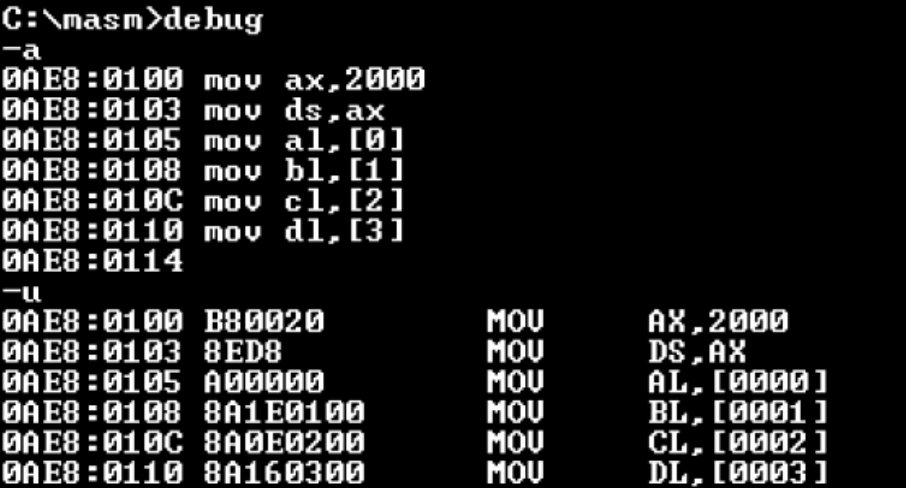 C:\masm>debug
-a
0AE8:0100 mov ax,2000
0AE8:0103 mov ds,ax
0AE8:0105 mov al,[0]
0AE8:0108 mov bl,[1]
0AE8:010C mov cl,[2]
0AE8:0110 mov dl,[3]
0AE8:0114
-u
0AE8:0100 B80020 MOV AX,2000
0AE8:0103 8ED8 MOV DS,AX
0AE8:0105 A00000 MOV AL,[0000]
0AE8:0108 8A1E0100 MOV BL,[0001]
0AE8:010C 8A0E0200 MOV CL,[0002]
0AE8:0110 8A160300 MOV DL,[0003]